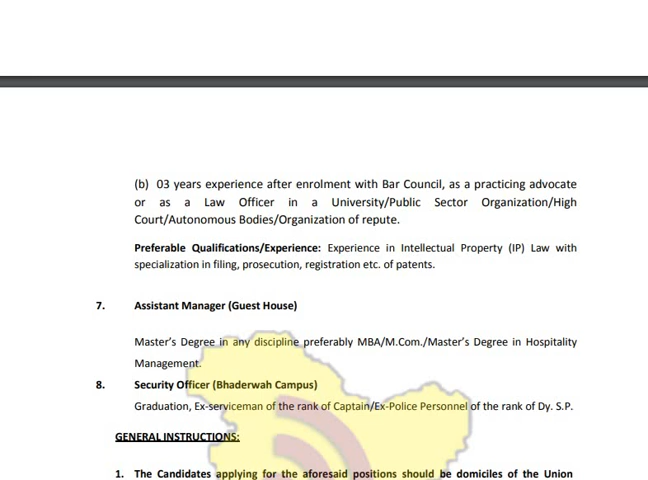 (b) 03 years experience after enrolment with Bar Council, as a practicing advocate
or as a Law Officer in a University/Public Sector Organization/High
Court/Autonomous Bodies/Organization of repute.
Preferable Qualifications/Experience: Experience in Intellectual Property (IP) Law with
specialization in filing, prosecution, registration etc. of patents.
7. Assistant Manager (Guest House)
Master's Degree in any discipline preferably MBA/M.Com./Master's Degree in Hospitality
Management.
8. Security Officer (Bhaderwah Campus)
Graduation, Ex-serviceman of the rank of Captain/Ex-Police Personnel of the rank of Dy. S.P.
GENERAL INSTRUCTIONS:
1. The Candidates applying for the aforesaid positions should be domiciles of the Union